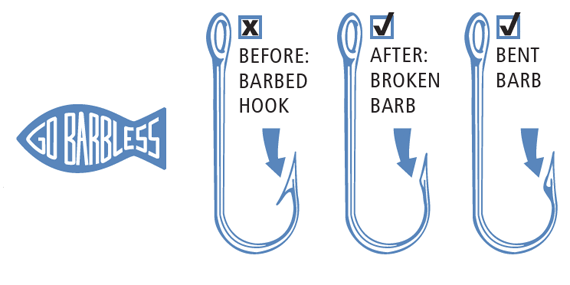 GO BARBLESS
X
BEFORE:
BARBED
HOOK
AFTER:
BROKEN
BARB
BENT
BARB